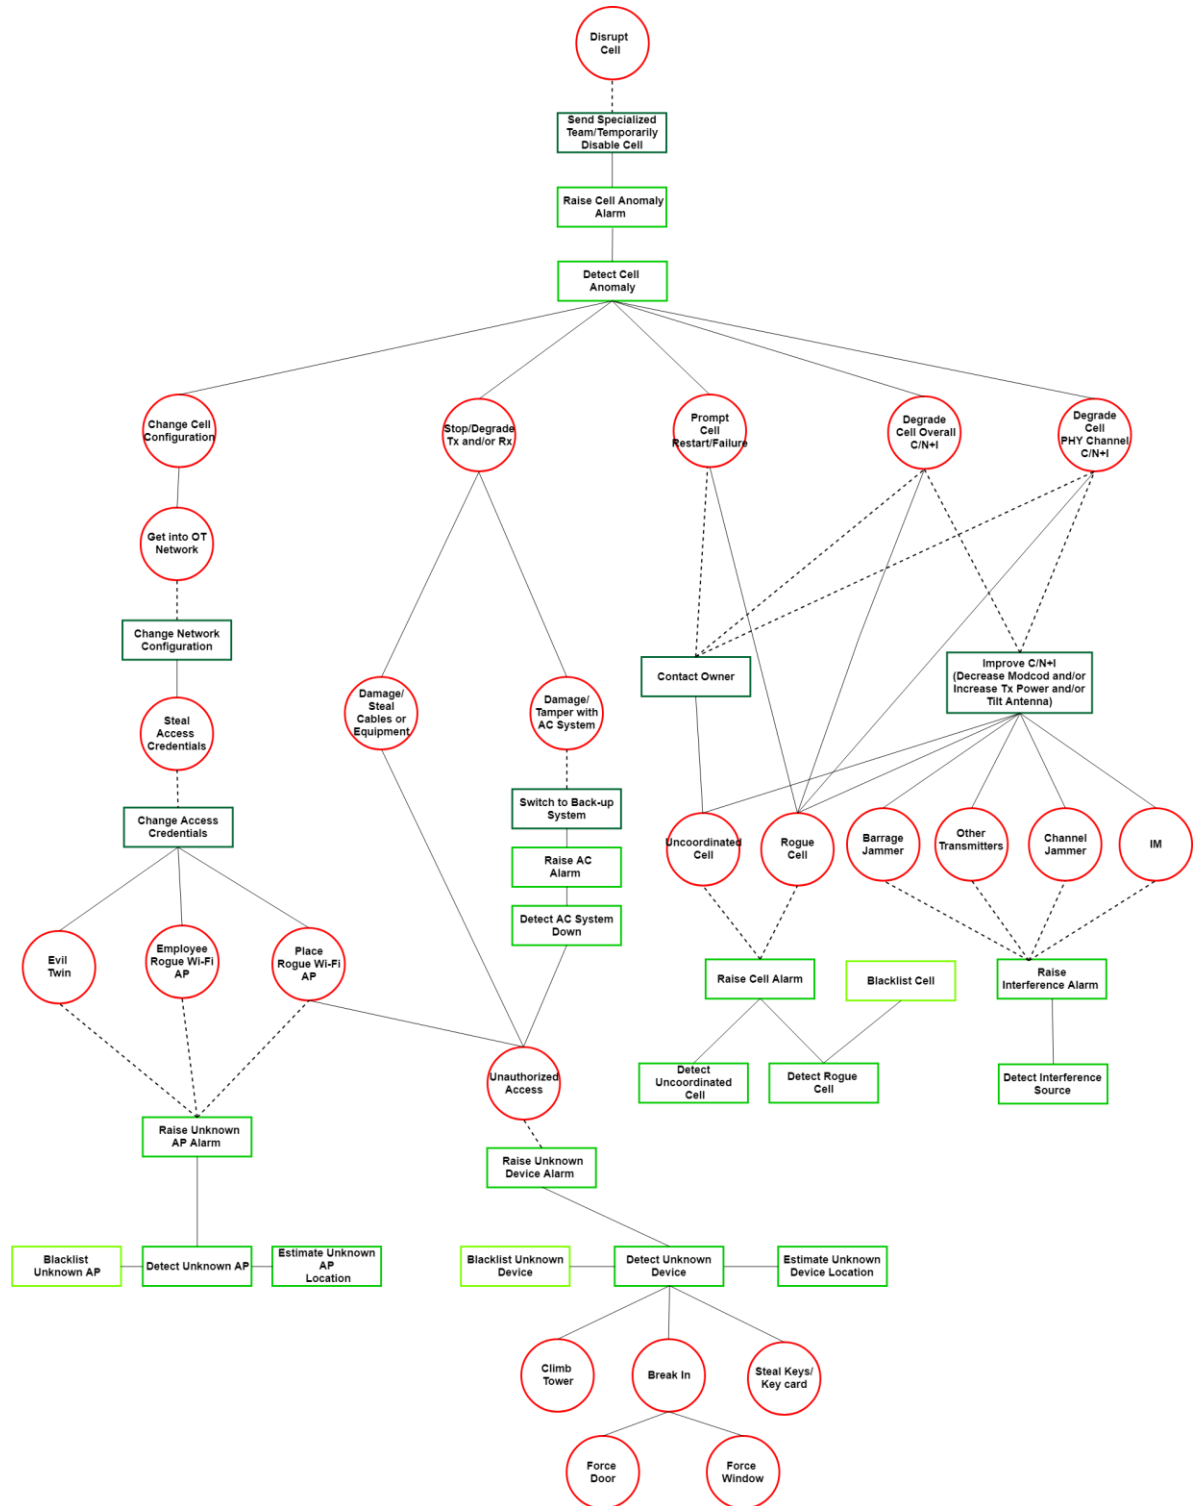 Disrupt
Cell
Send Specialized
Team/Temporarily
Disable Cell
Raise Cell Anomaly
Alarm
Detect Cell
Anomaly
Change Cell
Configuration
Stop/Degrade
Tx and/or Rx
Prompt
Cell
Restart/Failure
Degrade
Cell Overall
C/N+I
Degrade
Cell
PHY Channel
C/N+I
Get into OT
Network
Change Network
Configuration
Contact Owner
Improve C/N+I
(Decrease Modcod and/or
Increase Tx Power and/or
Tilt Antenna)
Steal
Access
Credentials
Damage/
Steal
Cables or
Equipment
Damage/
Tamper with
AC System
Change Access
Credentials
Switch to Back-up
System
Raise AC
Alarm
Detect AC System
Down
Uncoordinated
Cell
Rogue
Cell
Barrage
Jammer
Other
Transmitters
Channel
Jammer
IM
Evil
Twin
Employee
Rogue Wi-Fi
AP
Place
Rogue Wi-Fi
AP
Raise Cell Alarm
Blacklist Cell
Raise
Interference Alarm
Unauthorized
Access
Detect
Uncoordinated
Cell
Detect Rogue
Cell
Detect Interference
Source
Raise Unknown
AP Alarm
Raise Unknown
Device Alarm
Blacklist
Unknown AP
Detect Unknown AP
Estimate Unknown
AP
Location
Blacklist Unknown
Device
Detect Unknown
Device
Estimate Unknown
Device Location
Climb
Tower
Break In
Steal Keys/
Key card
Force
Door
Force
Window